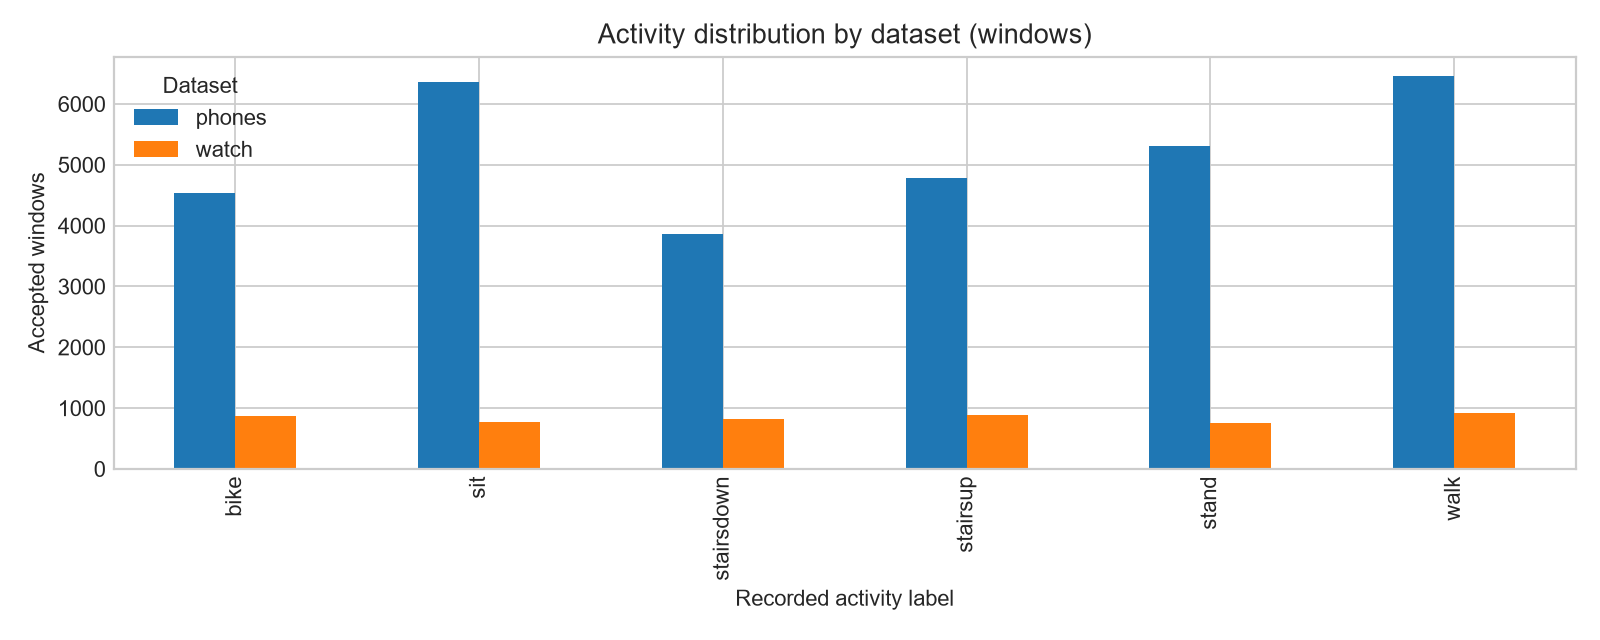 Activity distribution by dataset (windows)
Dataset
phones
watch
Accepted windows
6000
5000
4000
3000
2000
1000
0
bike
sit
stairsdown
stairsup
stand
walk
Recorded activity label